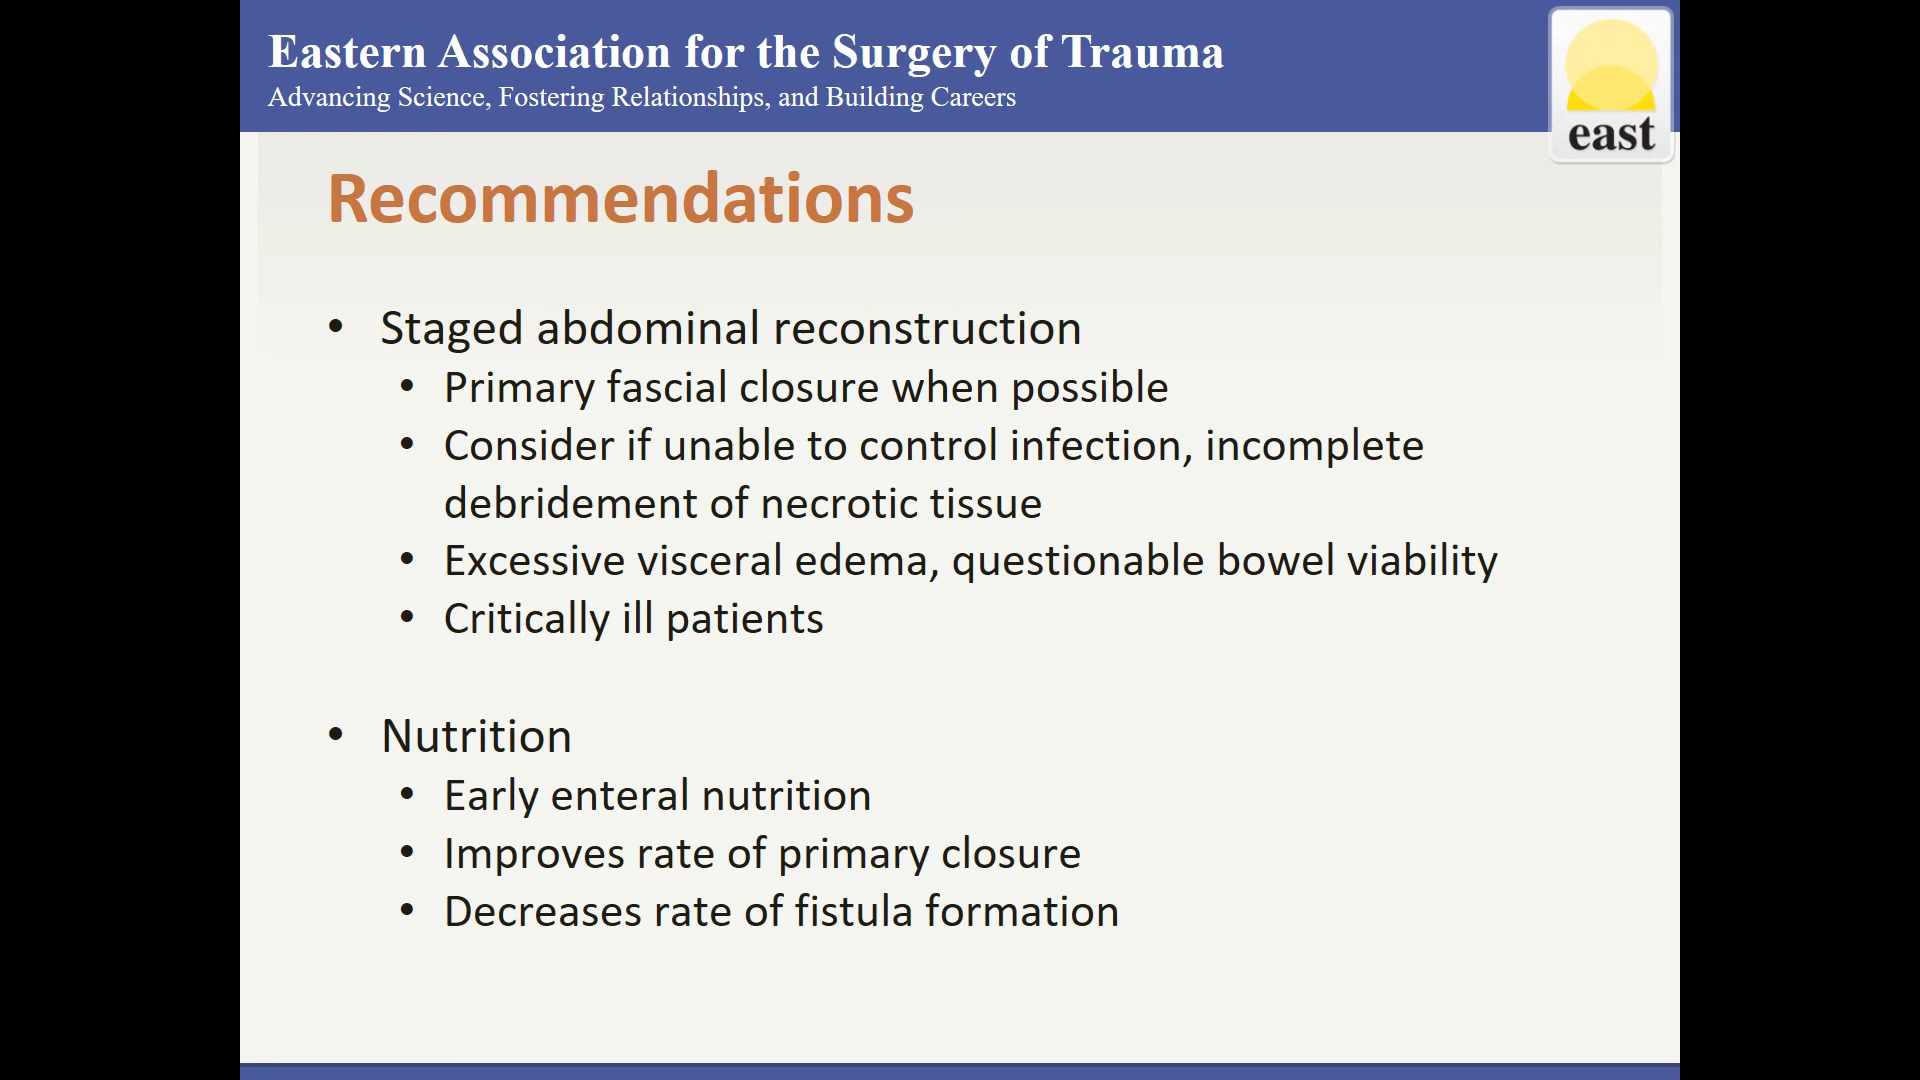 Eastern Association for the Surgery of Trauma
Advancing Science, Fostering Relationships, and Building Careers
east
Recommendations
• Staged abdominal reconstruction
• Primary fascial closure when possible
• Consider if unable to control infection, incomplete
debridement of necrotic tissue
• Excessive visceral edema, questionable bowel viability
• Critically ill patients
• Nutrition
• Early enteral nutrition
• Improves rate of primary closure
• Decreases rate of fistula formation